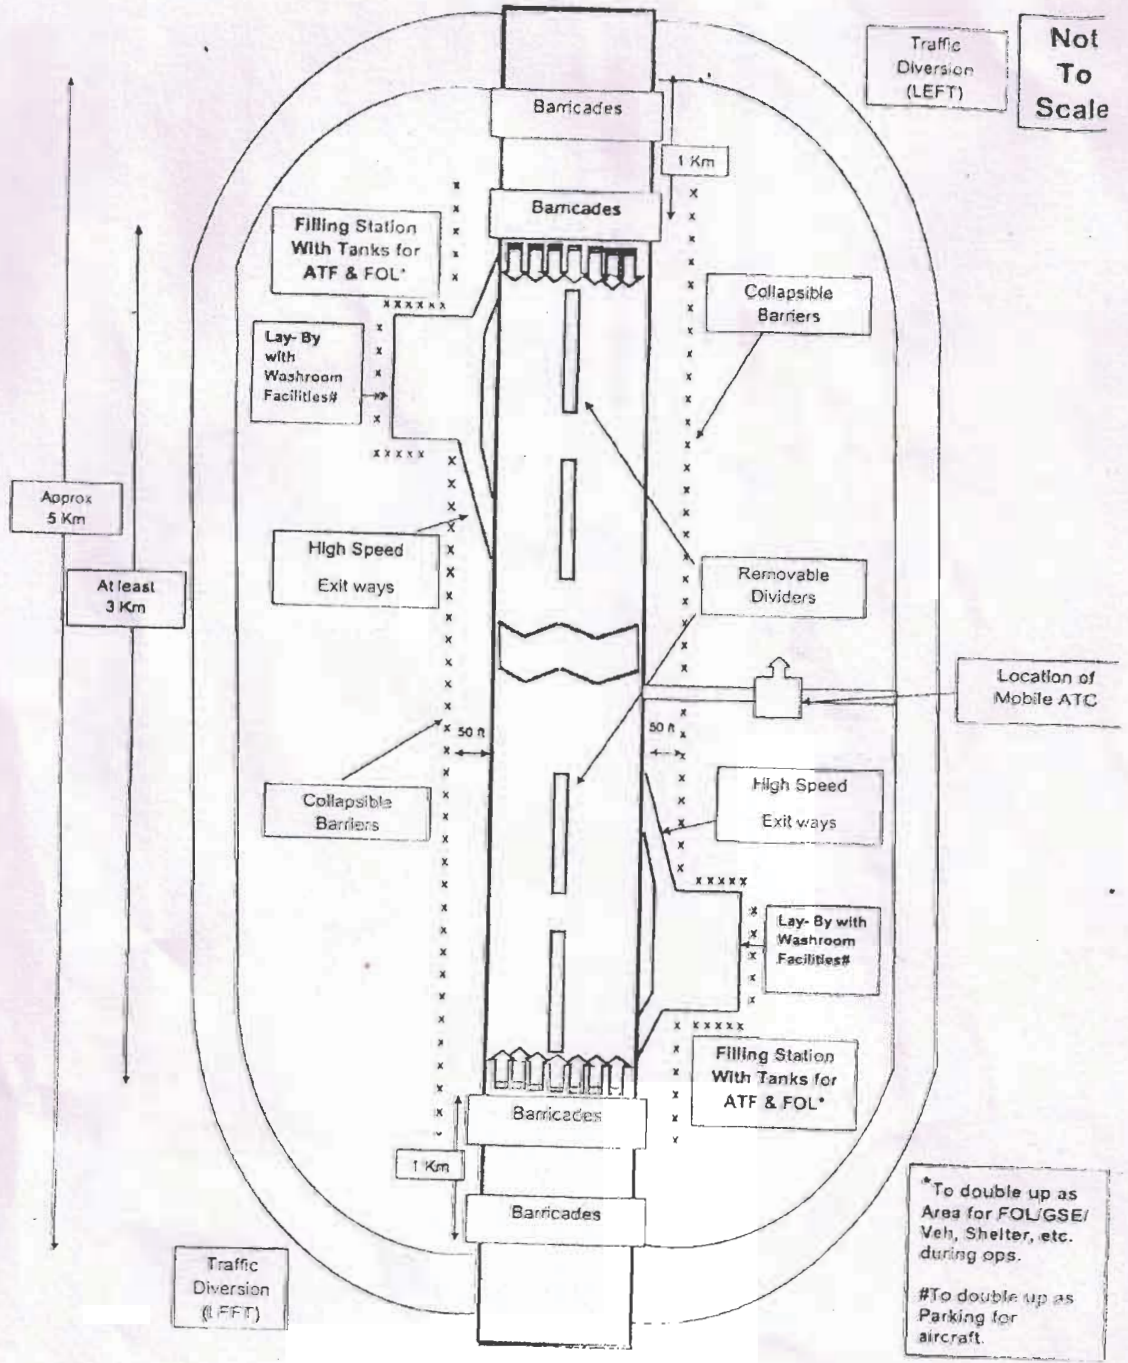 Traffic
Diversion
(LEFT)
Not
To
Scale
Barricades
1 Km
Barricades
Filling Station
With Tanks for
ATF & FOL*
Collapsible
Barriers
Lay- By
with
Washroom
Facilities#
Approx
5 Km
High Speed
Exit ways
At least
3 Km
Removable
Dividers
Location of
Mobile ATC
50 ft
50 ft
Collapsible
Barriers
High Speed
Exit ways
Lay- By with
Washroom
Facilities#
Filling Station
With Tanks for
ATF & FOL*
Barricades
1 Km
Barricades
Traffic
Diversion
(LEFT)
*To double up as
Area for FOL/GSE/
Veh, Shelter, etc.
during ops.
#To double up as
Parking for
aircraft.